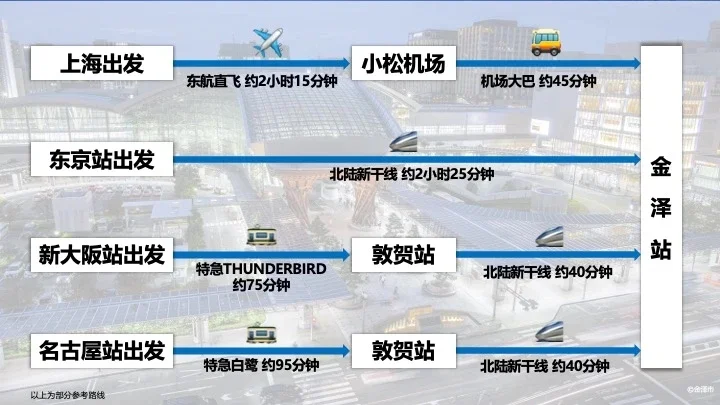 上海出发
东航直飞 约2小时15分钟
小松机场
机场大巴 约45分钟
东京站出发
北陆新干线 约2小时25分钟
新大阪站出发
特急THUNDERBIRD
约75分钟
敦贺站
北陆新干线 约40分钟
名古屋站出发
特急白鹭 约95分钟
敦贺站
北陆新干线 约40分钟
金泽站
以上为部分参考路线
©金泽市